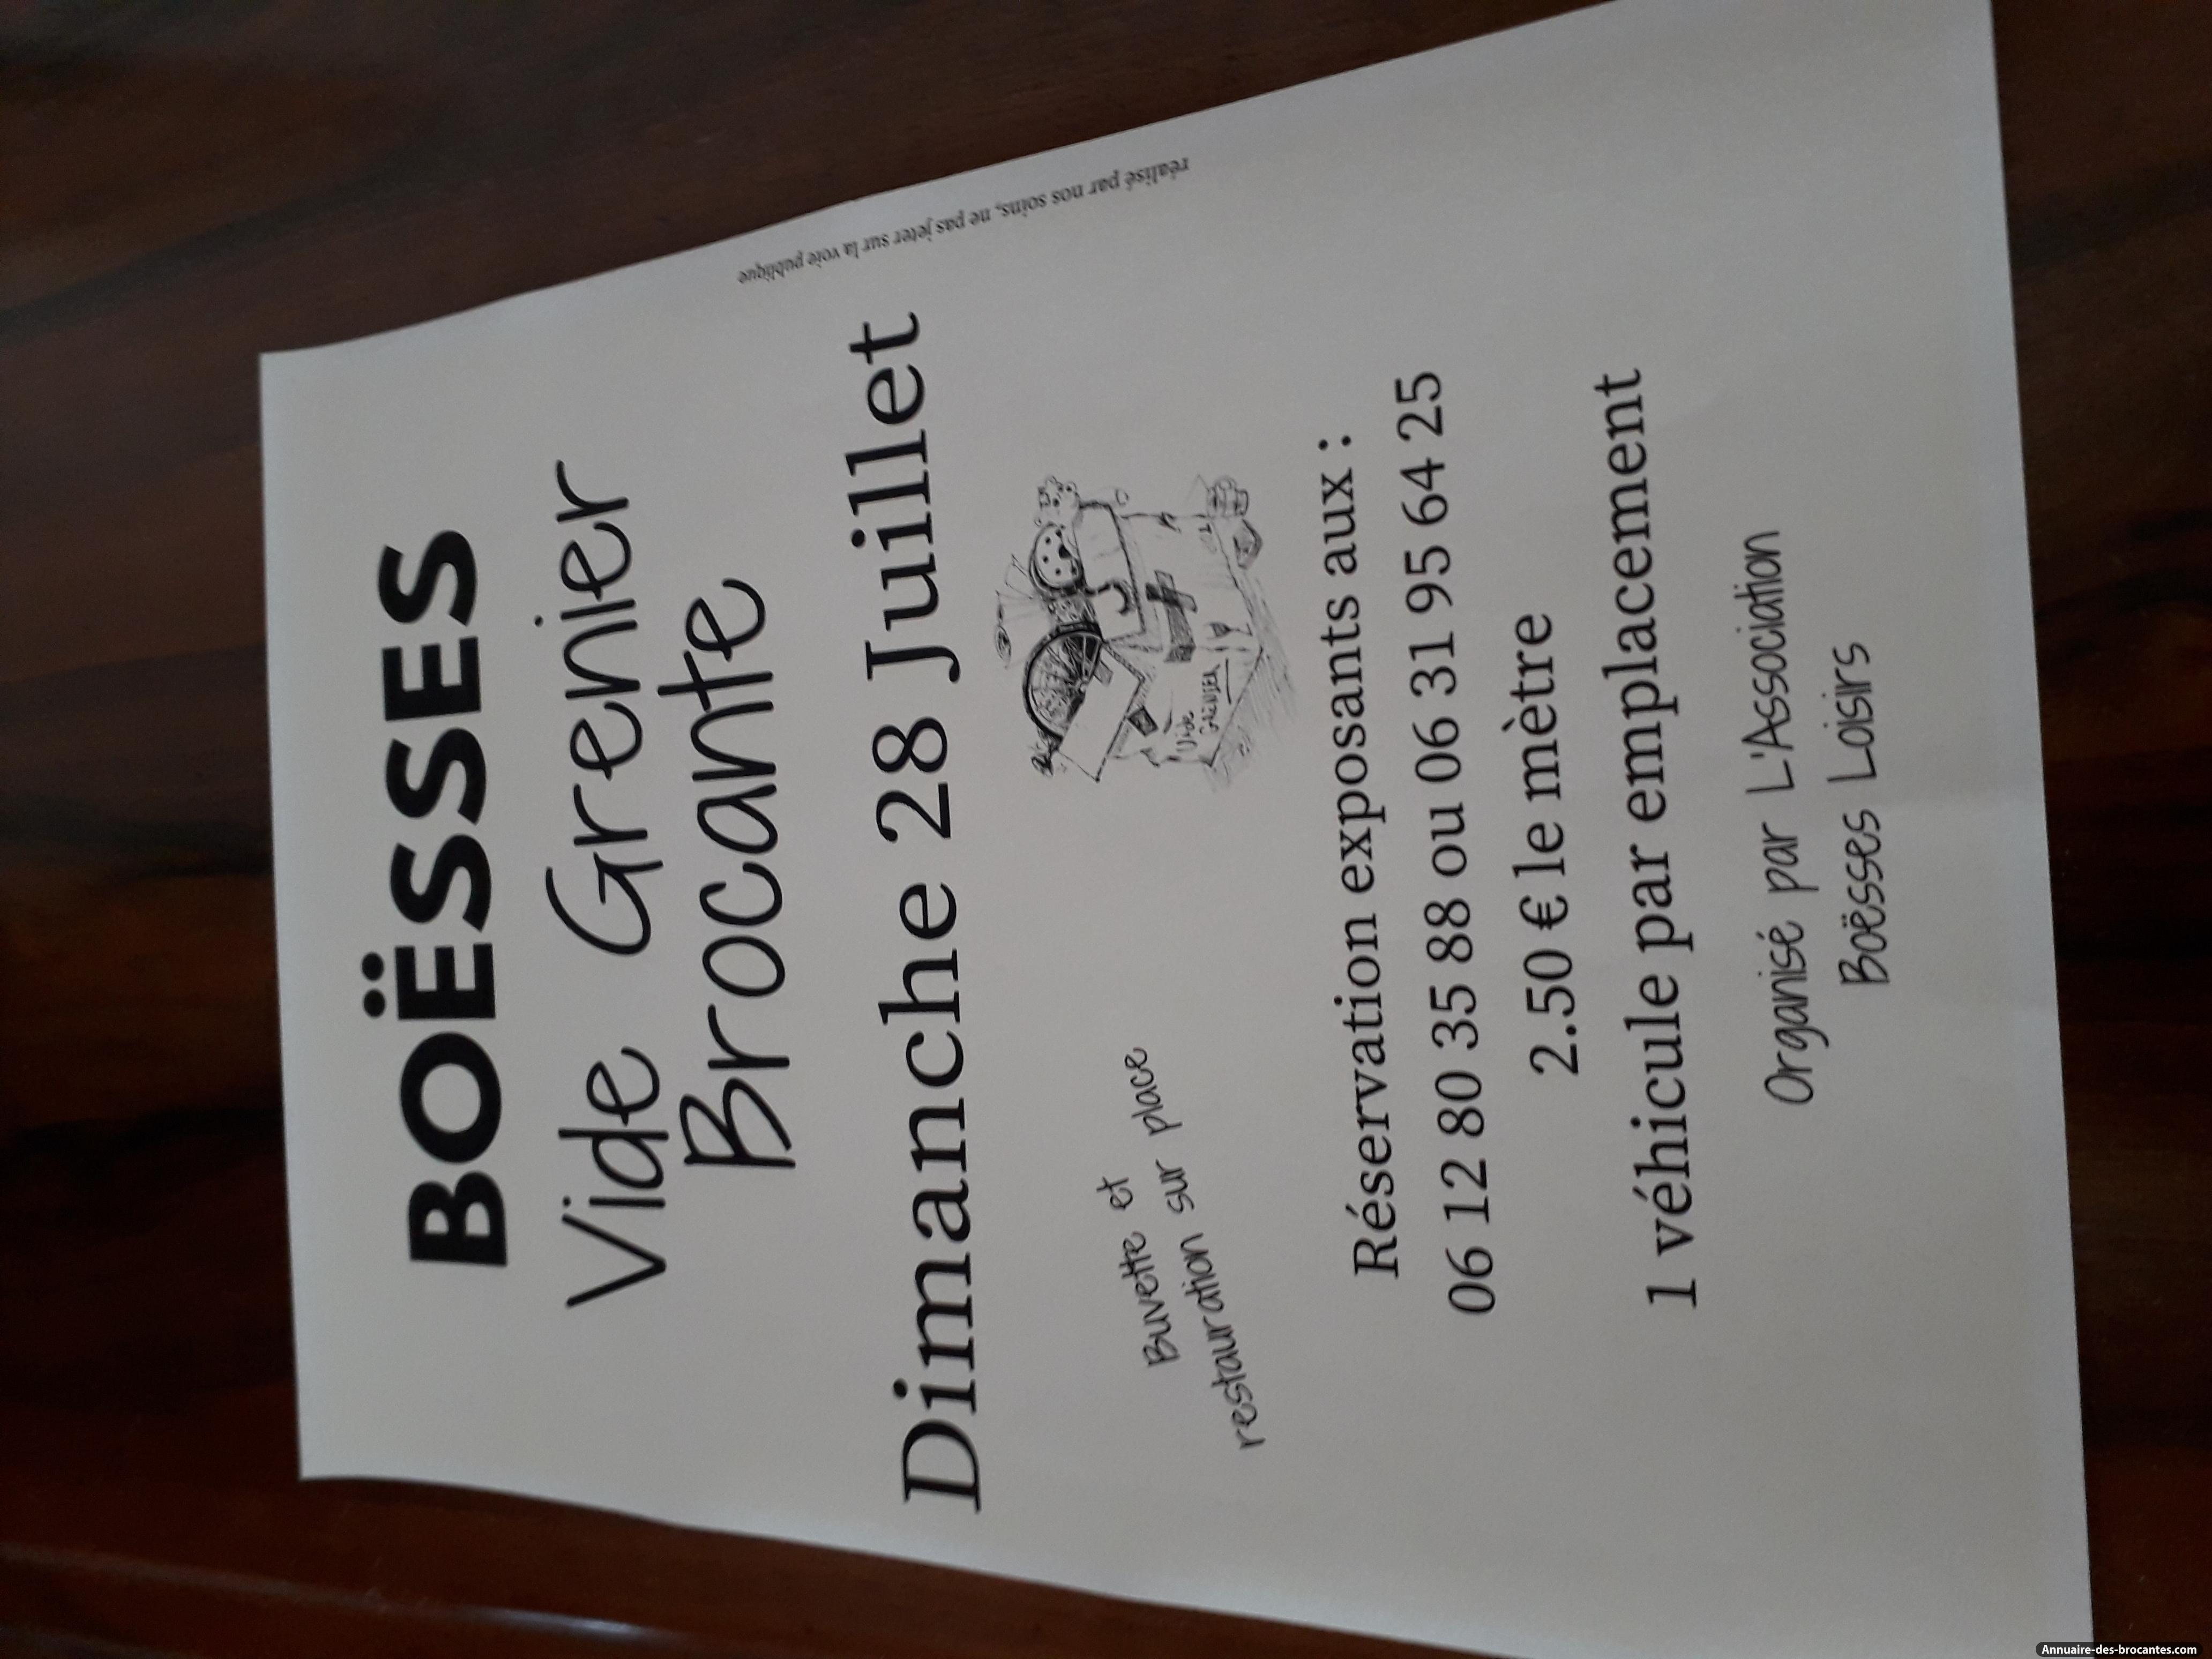 BOËSSES
Vide Grenier
Brocante
Dimanche 28 Juillet
Buvette et
restauration sur place
Vide
GRENIER
Réservation exposants aux :
06 12 80 35 88 ou 06 31 95 64 25
2.50 € le mètre
1 véhicule par emplacement
Organisé par L'Association
Boësses Loisirs
réalisé par nos soins, ne pas jeter sur la voie publique
Annuaire-des-brocantes.com